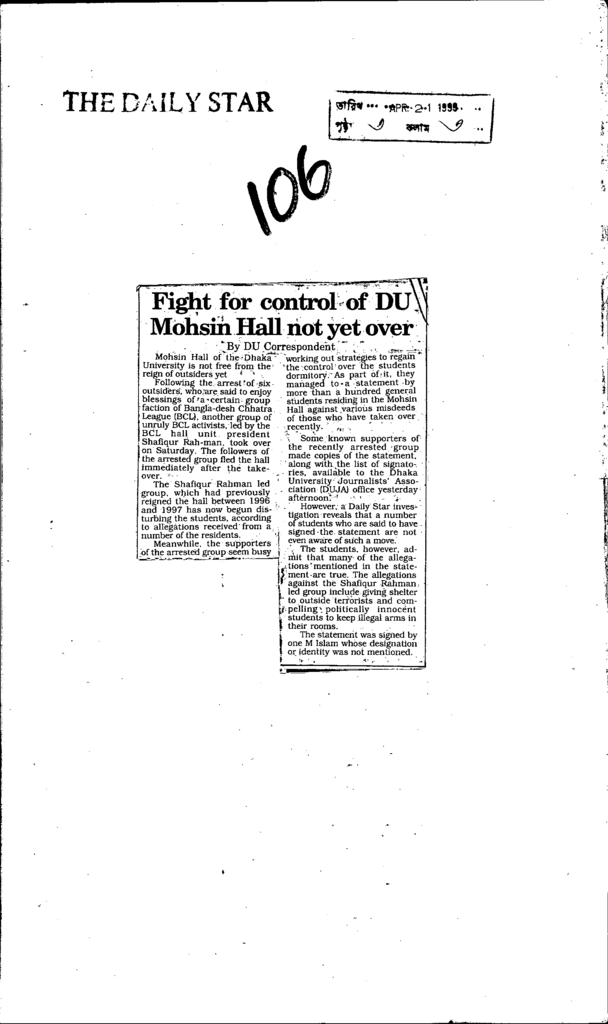 THE DAILY STAR
তারিখ ••• APR 2 1 1998 ..
পৃষ্ঠা ৩ কলাম ৩ ..
106
Fight for control of DU
Mohsin Hall not yet over
By DU Correspondent
Mohsin Hall of the Dhaka
University is not free from the
reign of outsiders yet
Following the arrest of six
outsiders, who are said to enjoy
blessings of a certain group
faction of Bangla-desh Chhatra
League (BCL), another group of
unruly BCL activists, led by the
BCL hall unit president
Shafiqur Rah-man, took over
on Saturday. The followers of
the arrested group fled the hall
immediately after the take-
over.
The Shafiqur Rahman led
group, which had previously
reigned the hall between 1996
and 1997 has now begun dis-
turbing the students, according
to allegations received from a
number of the residents.
Meanwhile, the supporters
of the arrested group seem busy
working out strategies to regain
the control over the students
dormitory. As part of it, they
managed to a statement by
more than a hundred general
students residing in the Mohsin
Hall against various misdeeds
of those who have taken over
recently.
Some known supporters of
the recently arrested group
made copies of the statement,
along with the list of signato-
ries, available to the Dhaka
University Journalists' Asso-
ciation (DUJA) office yesterday
afternoon.
However, a Daily Star inves-
tigation reveals that a number
of students who are said to have
signed the statement are not
even aware of such a move.
The students, however, ad-
mit that many of the allega-
tions mentioned in the state-
ment are true. The allegations
against the Shafiqur Rahman
led group include giving shelter
to outside terrorists and com-
pelling politically innocent
students to keep illegal arms in
their rooms.
The statement was signed by
one M Islam whose designation
or identity was not mentioned.